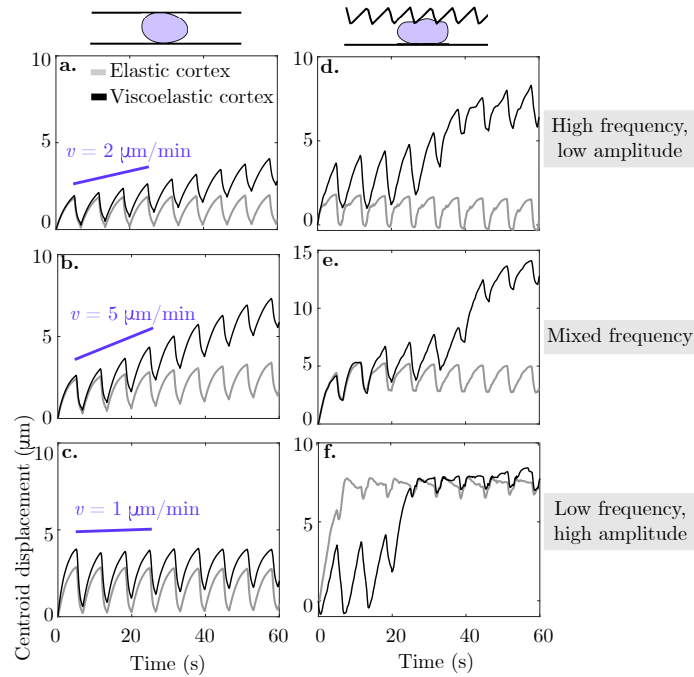 a.
10
5
0
Elastic cortex
Viscoelastic cortex
v = 2 µm/min
d.
10
5
0
High frequency,
low amplitude
b.
10
5
0
v = 5 µm/min
e.
15
10
5
0
Mixed frequency
c.
10
5
0
v = 1 µm/min
0 20 40 60
Time (s)
f.
10
5
0
0 20 40 60
Time (s)
Low frequency,
high amplitude
Centroid displacement (µm)